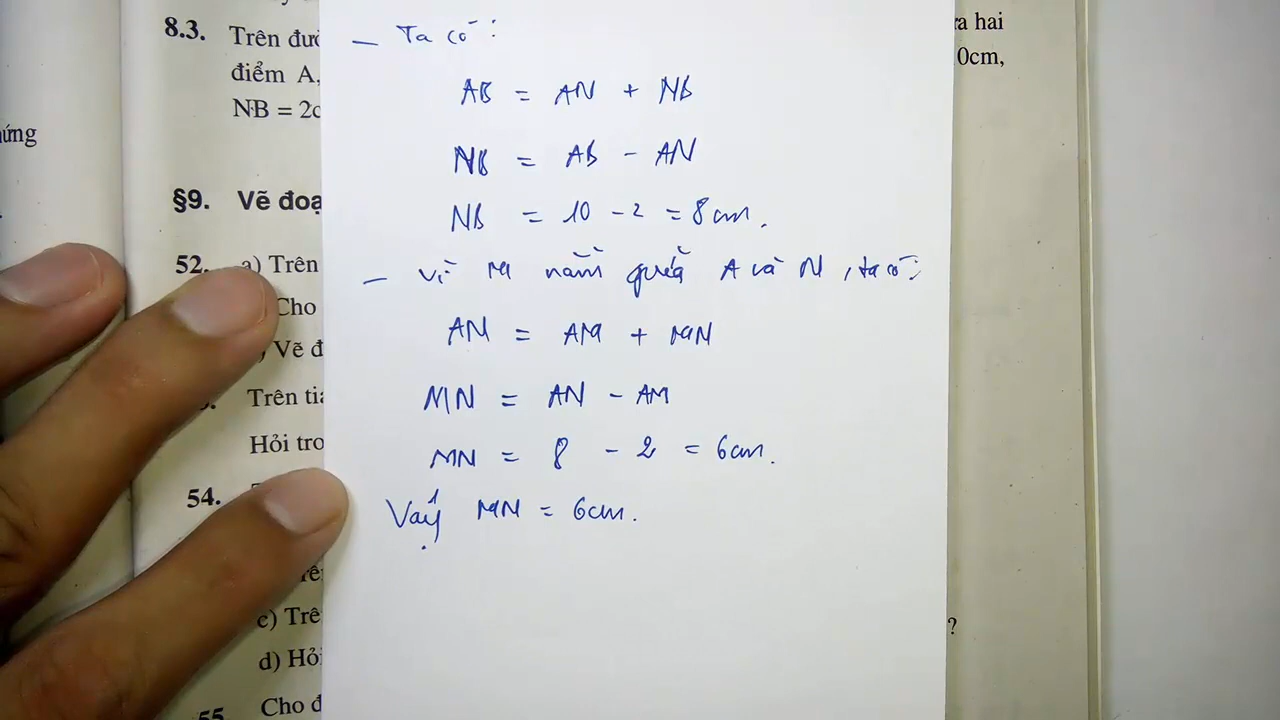 8.3. Trên
điểm A,
NB = 2c
ứng
§9. Vẽ đoạ
52. a) Trên
Cho
Vẽ đ
Trên tia
Hỏi tro
54.
c) Trê
d) Hỏi
55 Cho đ
– Ta có :
AB = AN + NB
NB = AB – AN
NB = 10 – 2 = 8cm.
– Vì M nằm giữa A và N , ta có :
AN = AM + MN
MN = AN – AM
MN = 8 – 2 = 6cm.
Vậy MN = 6cm.
hai
0cm,
?